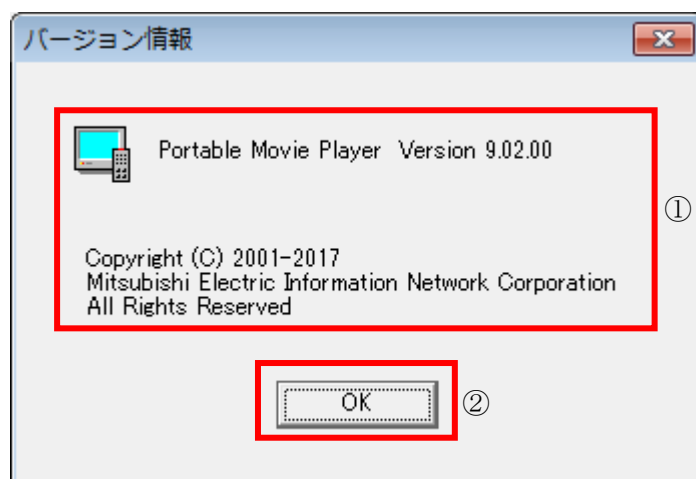 バージョン情報
Portable Movie Player Version 9.02.00
①
Copyright (C) 2001-2017
Mitsubishi Electric Information Network Corporation
All Rights Reserved
OK
②